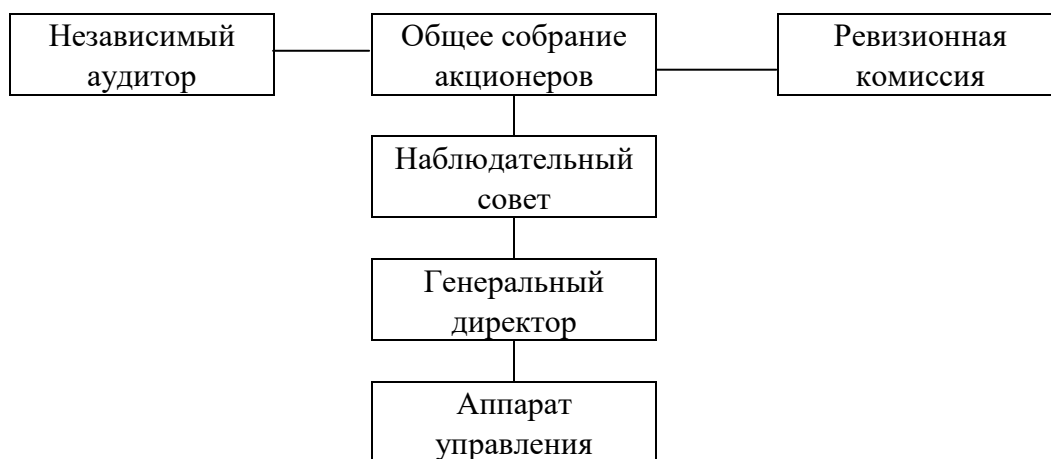 Независимый
аудитор
Общее собрание
акционеров
Ревизионная
комиссия
Наблюдательный
совет
Генеральный
директор
Аппарат
управления